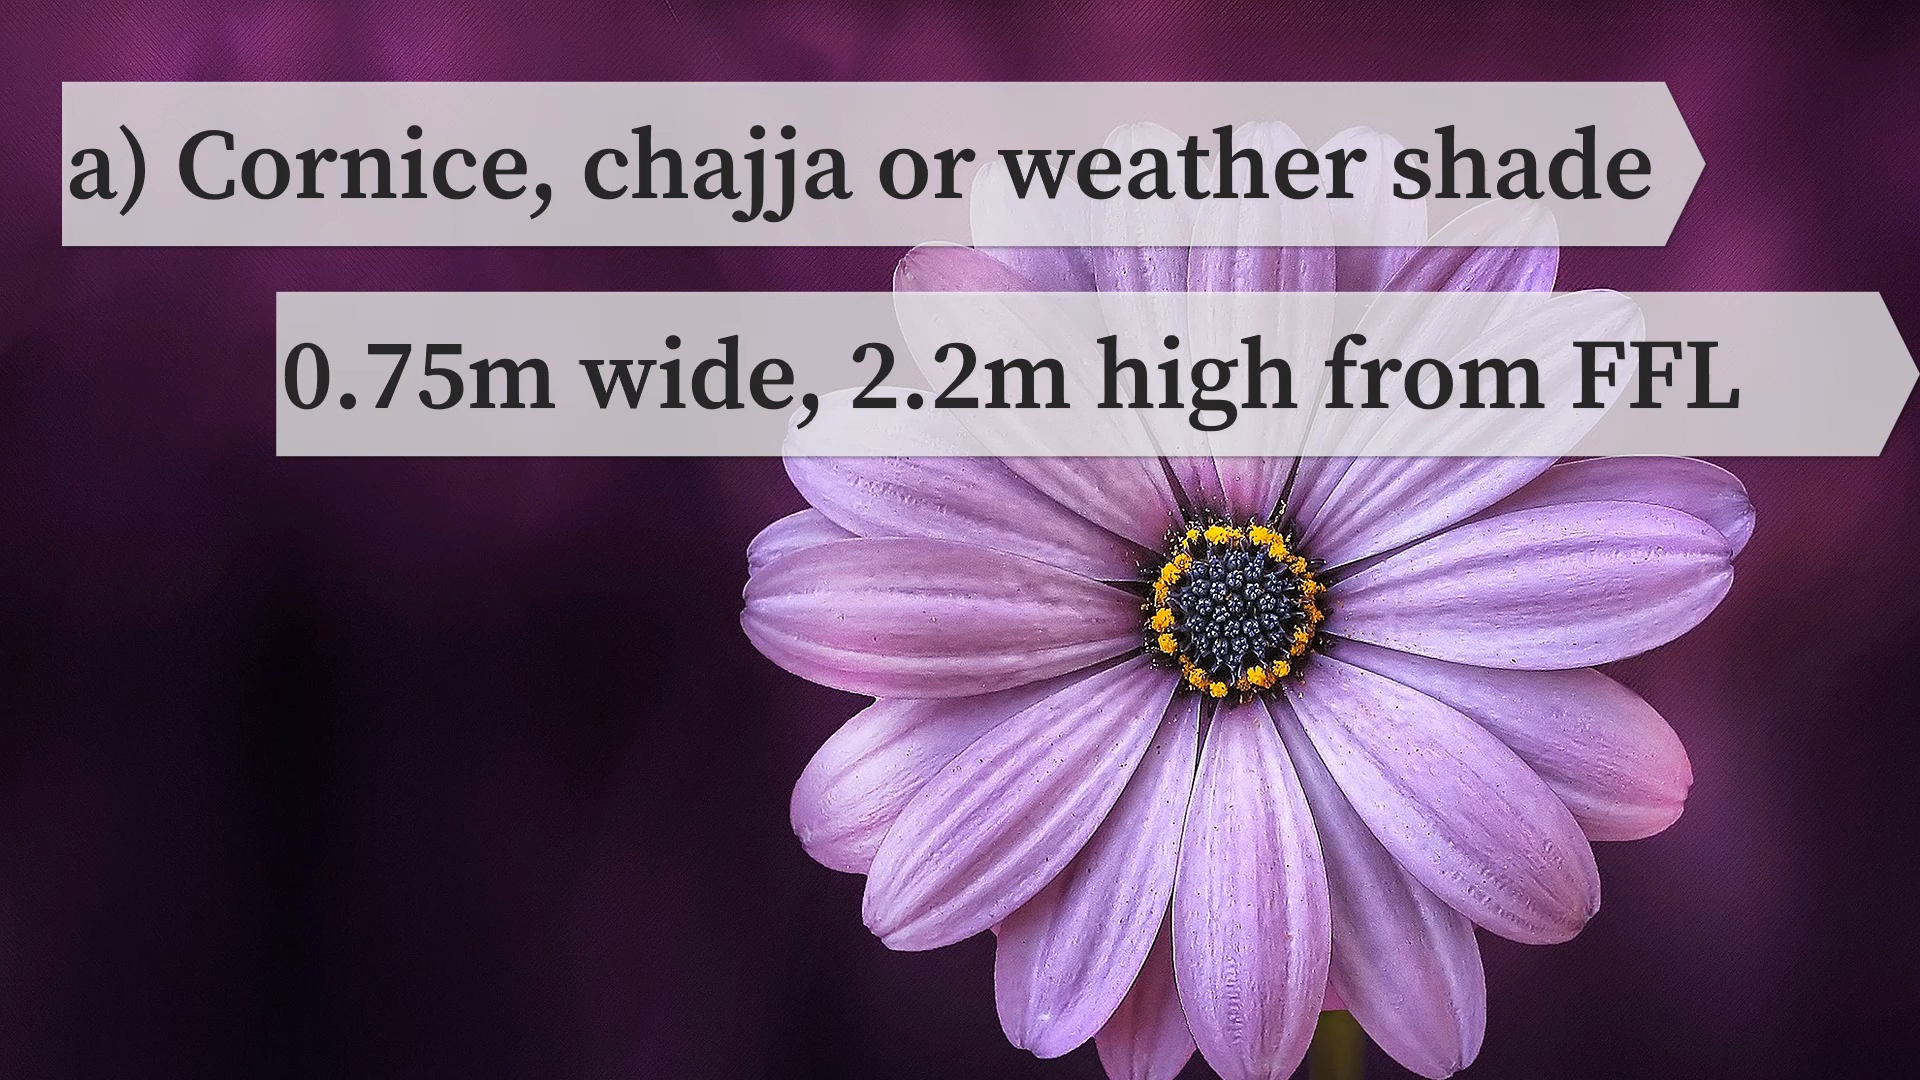 a) Cornice, chajja or weather shade
0.75m wide, 2.2m high from FFL